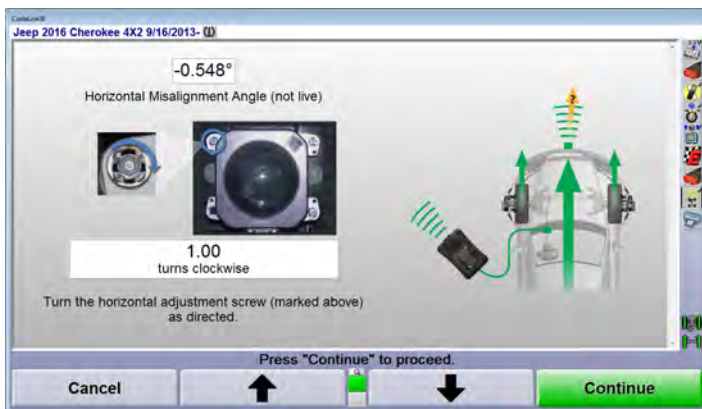 CodeLink®
Jeep 2016 Cherokee 4X2 9/16/2013-
-0.548°
Horizontal Misalignment Angle (not live)
?
1.00
turns clockwise
Turn the horizontal adjustment screw (marked above)
as directed.
Press "Continue" to proceed.
Cancel
Continue